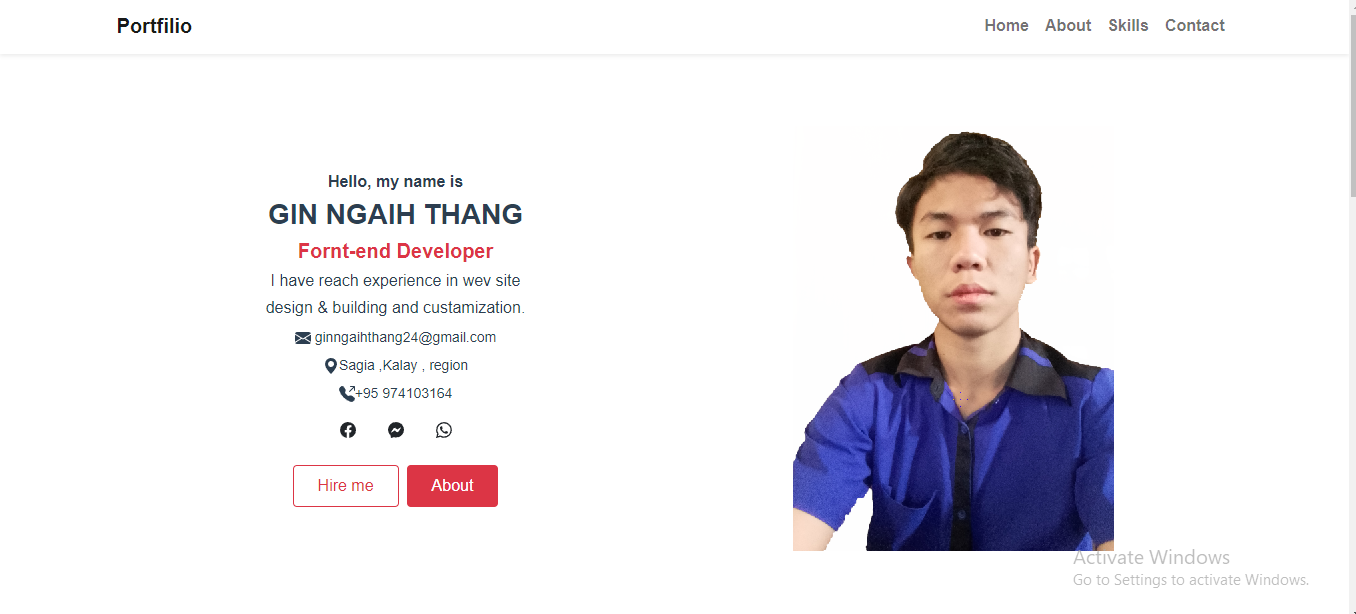 Portfilio
Home About Skills Contact
Hello, my name is
GIN NGAIH THANG
Fornt-end Developer
I have reach experience in wev site
design & building and custamization.
ginngaihthang24@gmail.com
Sagia ,Kalay , region
+95 974103164
Hire me About
Activate Windows
Go to Settings to activate Windows.